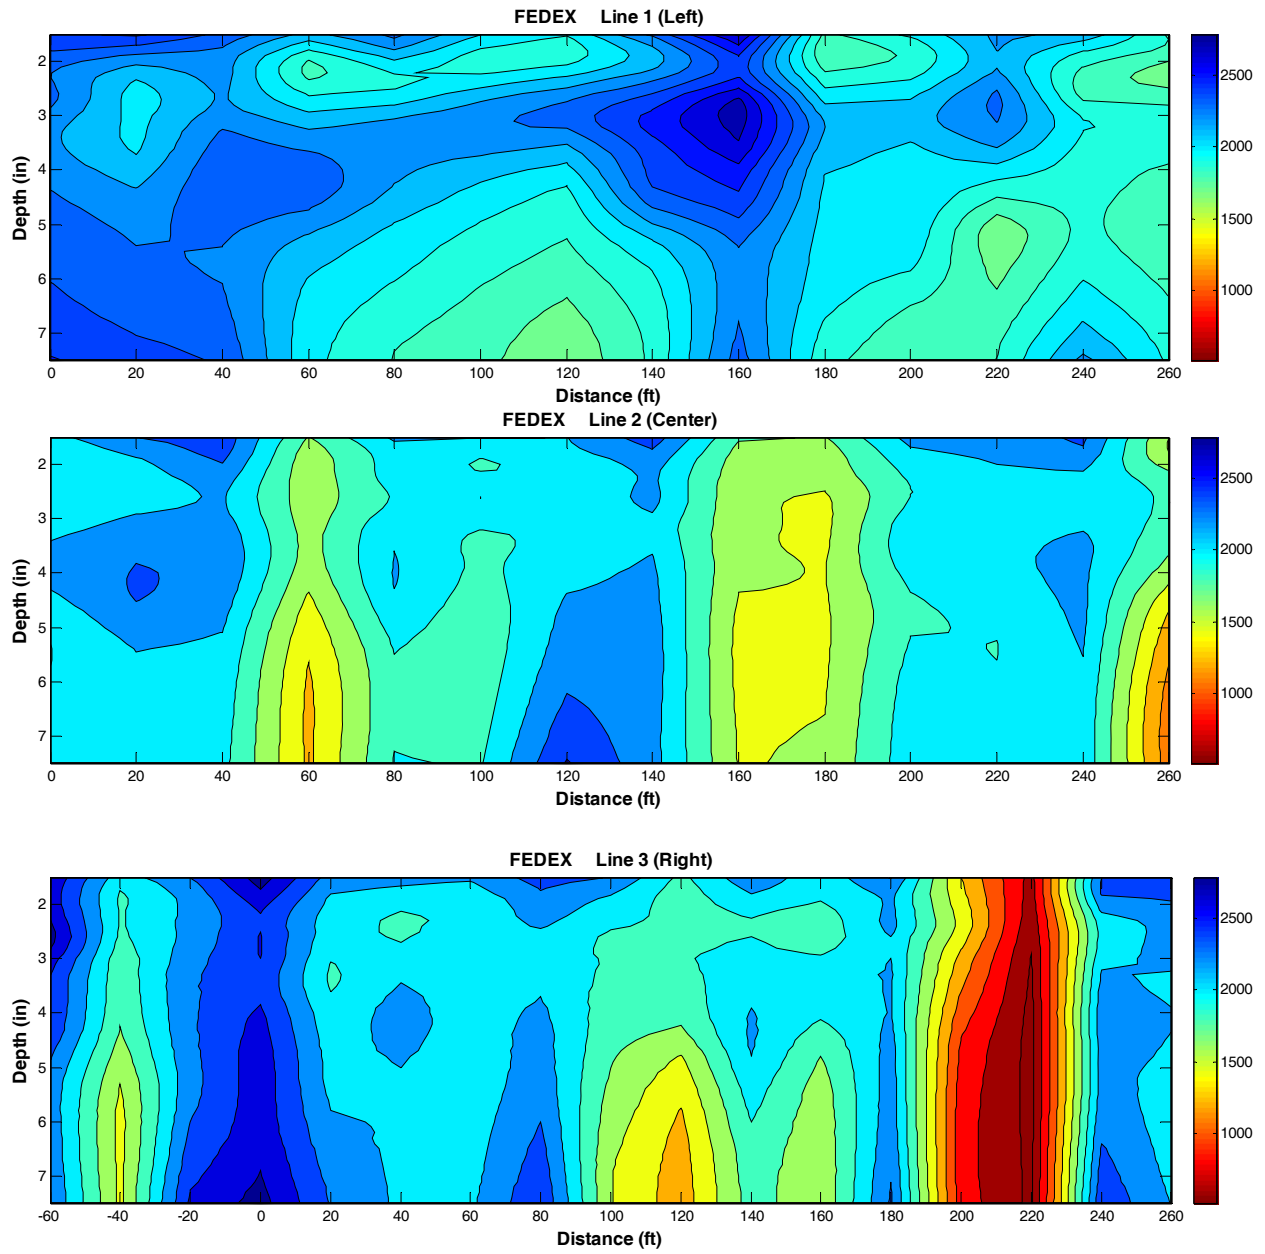 FEDEX Line 1 (Left)
Depth (in)
2
3
4
5
6
7
0 20 40 60 80 100 120 140 160 180 200 220 240 260
Distance (ft)
2500
2000
1500
1000
FEDEX Line 2 (Center)
Depth (in)
2
3
4
5
6
7
0 20 40 60 80 100 120 140 160 180 200 220 240 260
Distance (ft)
2500
2000
1500
1000
FEDEX Line 3 (Right)
Depth (in)
2
3
4
5
6
7
-60 -40 -20 0 20 40 60 80 100 120 140 160 180 200 220 240 260
Distance (ft)
2500
2000
1500
1000